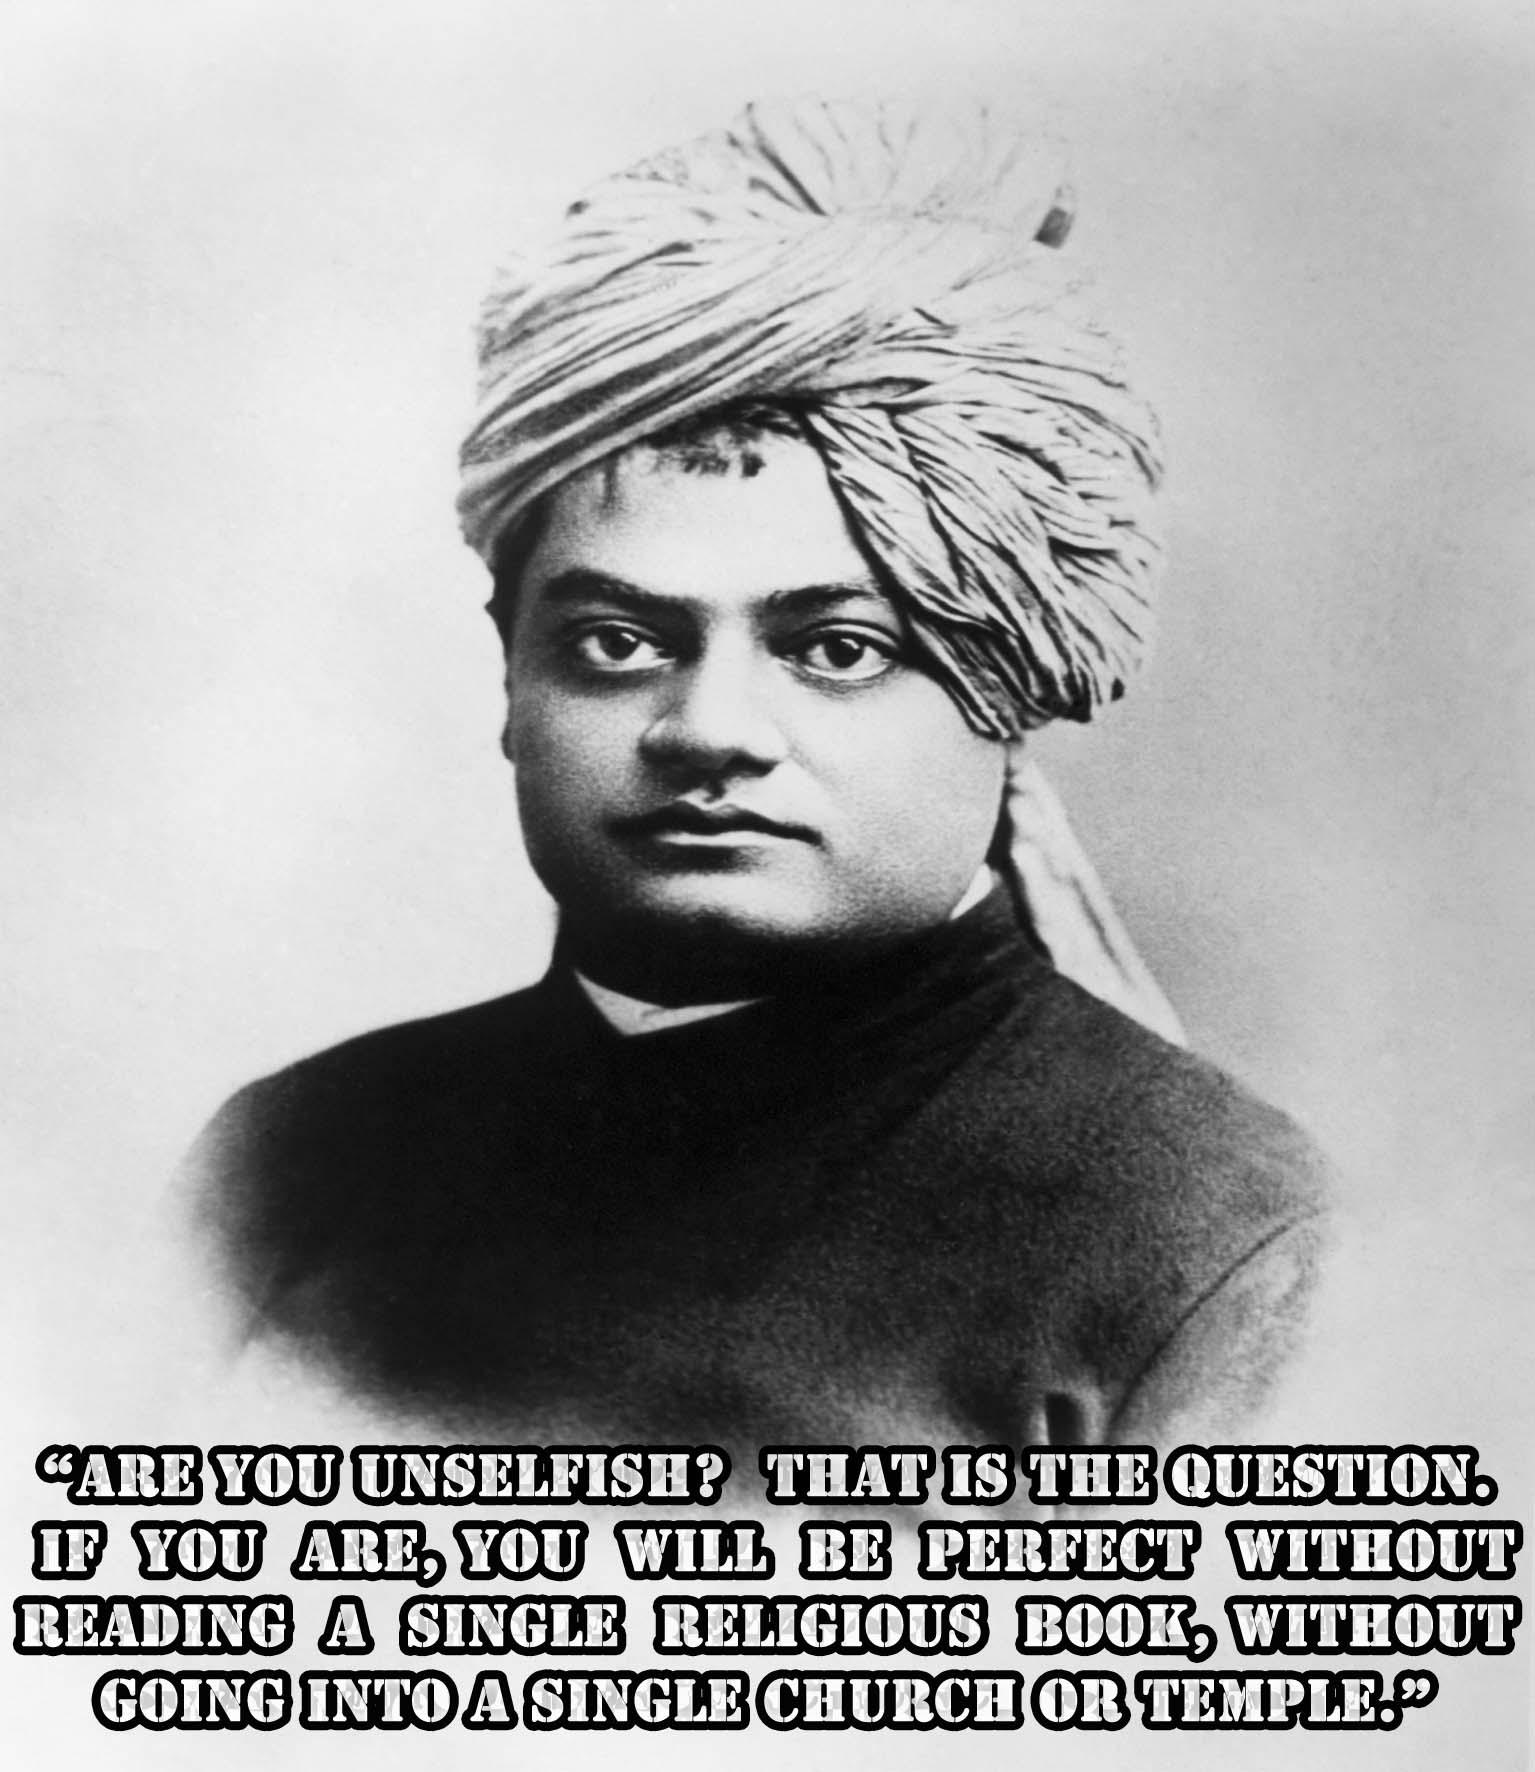 “ARE YOU UNSELFISH? THAT IS THE QUESTION.
IF YOU ARE, YOU WILL BE PERFECT WITHOUT
READING A SINGLE RELIGIOUS BOOK, WITHOUT
GOING INTO A SINGLE CHURCH OR TEMPLE.”